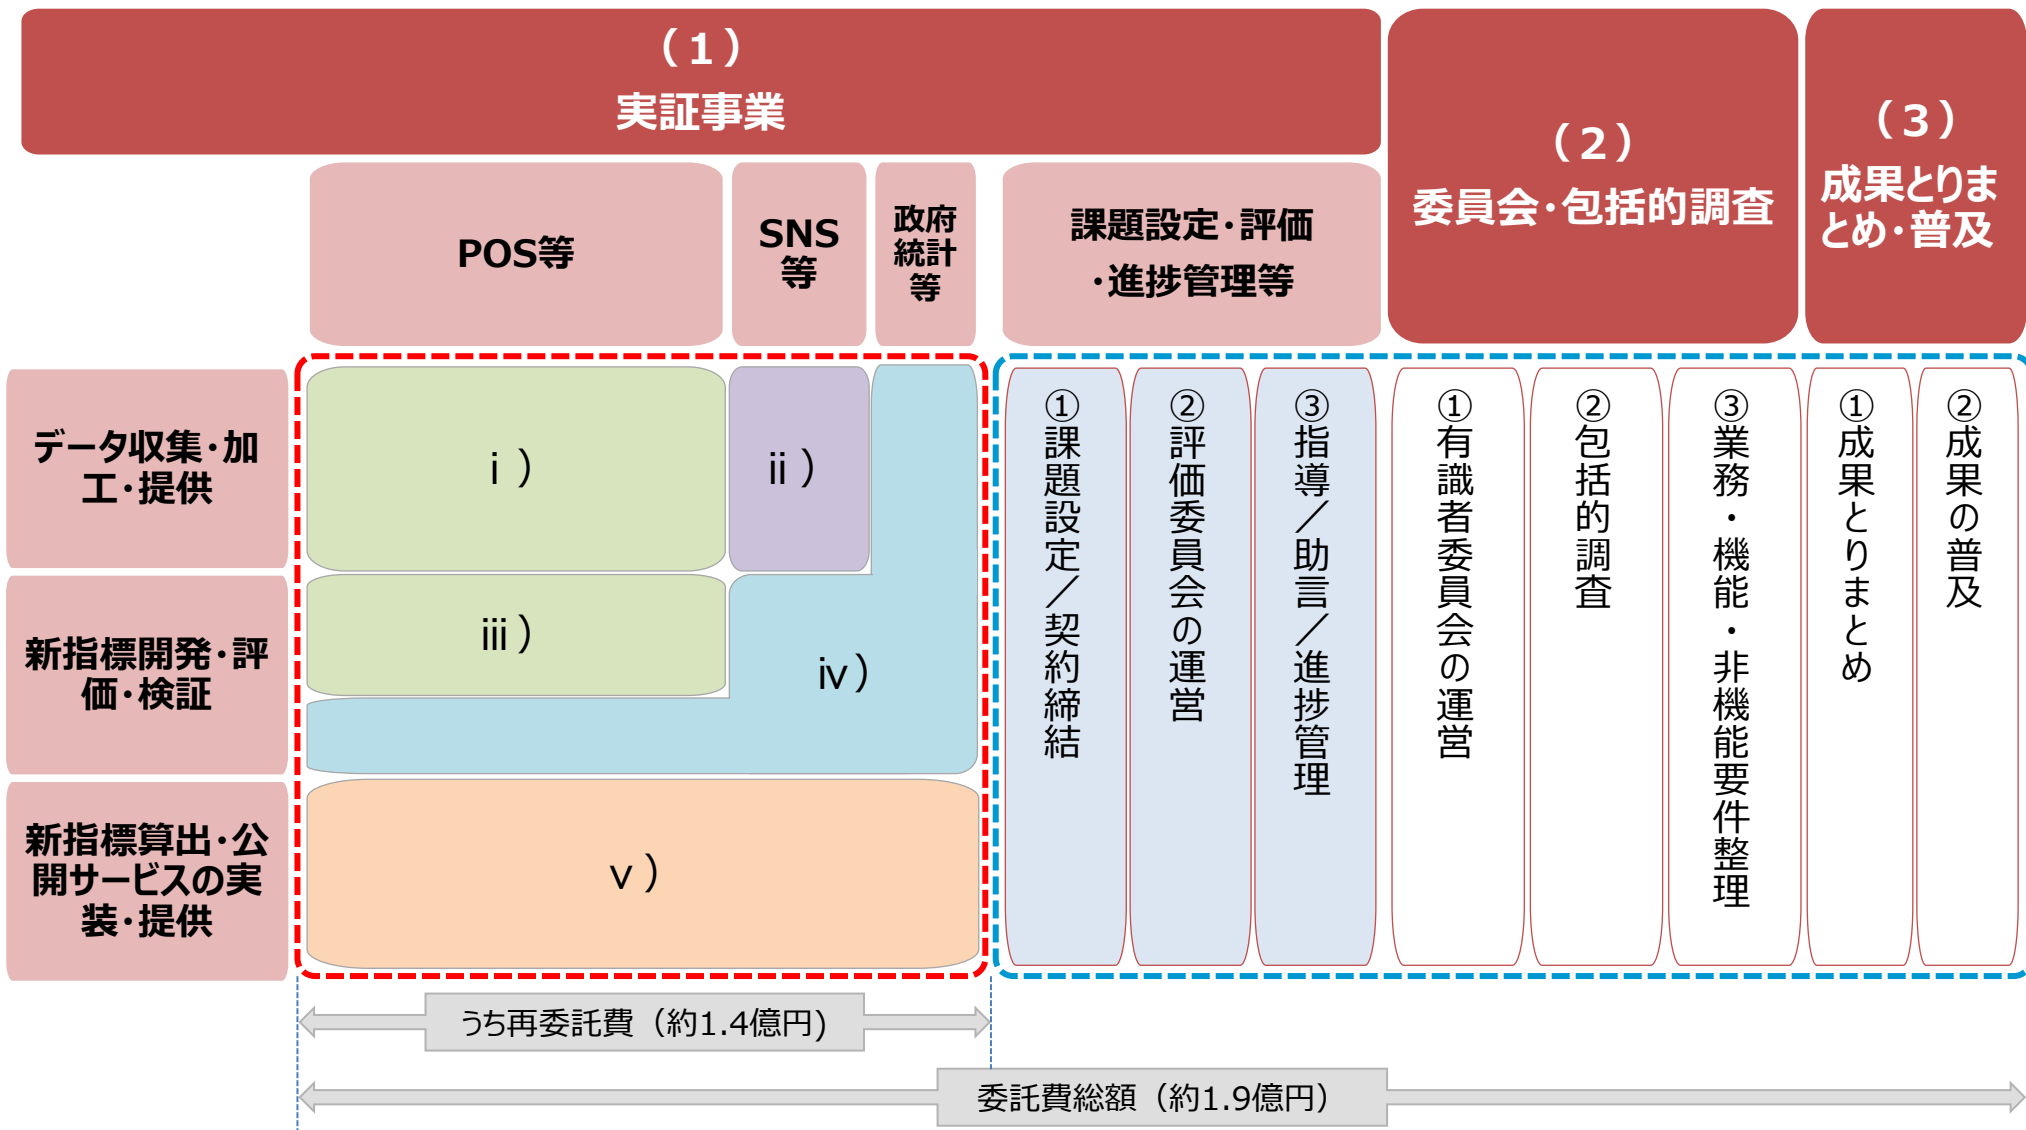 （1）
実証事業
（2）
委員会･包括的調査
（3）
成果とりま
とめ･普及
POS等
SNS
等
政府
統計
等
課題設定･評価
･進捗管理等
データ収集･加
工･提供
新指標開発･評
価･検証
新指標算出･公
開サービスの実
装･提供
ⅰ）
ⅱ）
ⅲ）
ⅳ）
ⅴ）
①課題設定／契約締結
②評価委員会の運営
③指導／助言／進捗管理
①有識者委員会の運営
②包括的調査
③業務・機能・非機能要件整理
①成果とりまとめ
②成果の普及
うち再委託費（約1.4億円)
委託費総額（約1.9億円）